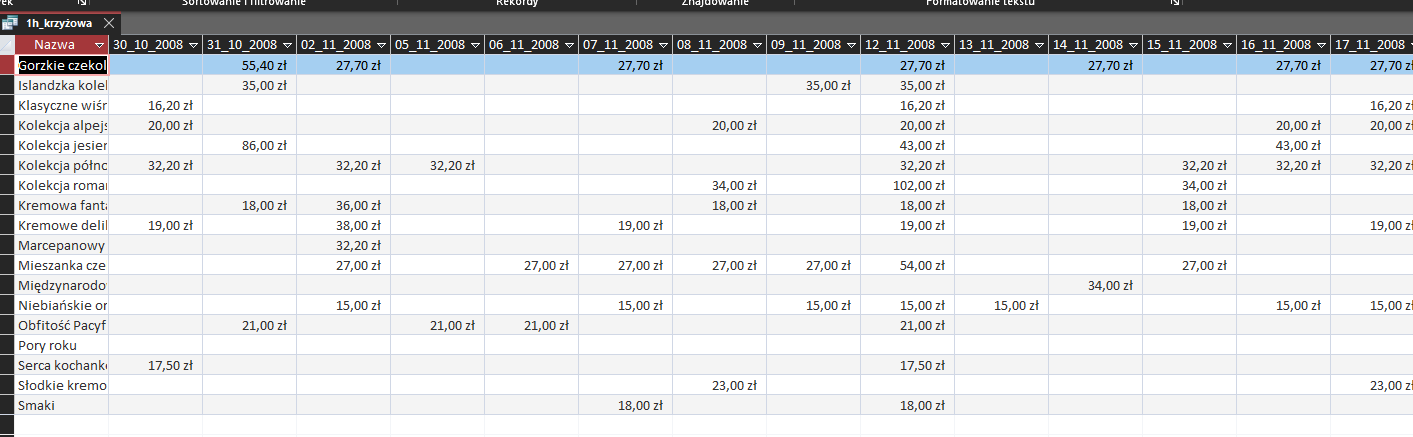 Sortowanie i filtrowanie Rekordy Znajdowanie Formatowanie tekstu
1h_krzyżowa
Nazwa 30_10_2008 31_10_2008 02_11_2008 05_11_2008 06_11_2008 07_11_2008 08_11_2008 09_11_2008 12_11_2008 13_11_2008 14_11_2008 15_11_2008 16_11_2008 17_11_2008
Gorzkie czekol 55,40 zł 27,70 zł 27,70 zł 27,70 zł 27,70 zł 27,70 zł 27,70 zł
Islandzka kolek 35,00 zł 35,00 zł 35,00 zł
Klasyczne wiśn 16,20 zł 16,20 zł 16,20 zł
Kolekcja alpejs 20,00 zł 20,00 zł 20,00 zł 20,00 zł 20,00 zł
Kolekcja jesien 86,00 zł 43,00 zł 43,00 zł
Kolekcja półno 32,20 zł 32,20 zł 32,20 zł 32,20 zł 32,20 zł 32,20 zł 32,20 zł
Kolekcja roma 34,00 zł 102,00 zł 34,00 zł
Kremowa fanta 18,00 zł 36,00 zł 18,00 zł 18,00 zł 18,00 zł
Kremowe deli 19,00 zł 38,00 zł 19,00 zł 19,00 zł 19,00 zł 19,00 zł
Marcepanowy 32,20 zł
Mieszanka cze 27,00 zł 27,00 zł 27,00 zł 27,00 zł 27,00 zł 54,00 zł 27,00 zł
Międzynarodo 34,00 zł
Niebiańskie or 15,00 zł 15,00 zł 15,00 zł 15,00 zł 15,00 zł 15,00 zł 15,00 zł
Obfitość Pacyf 21,00 zł 21,00 zł 21,00 zł 21,00 zł
Pory roku
Serca kochank 17,50 zł 17,50 zł
Słodkie kremo 23,00 zł 23,00 zł
Smaki 18,00 zł 18,00 zł